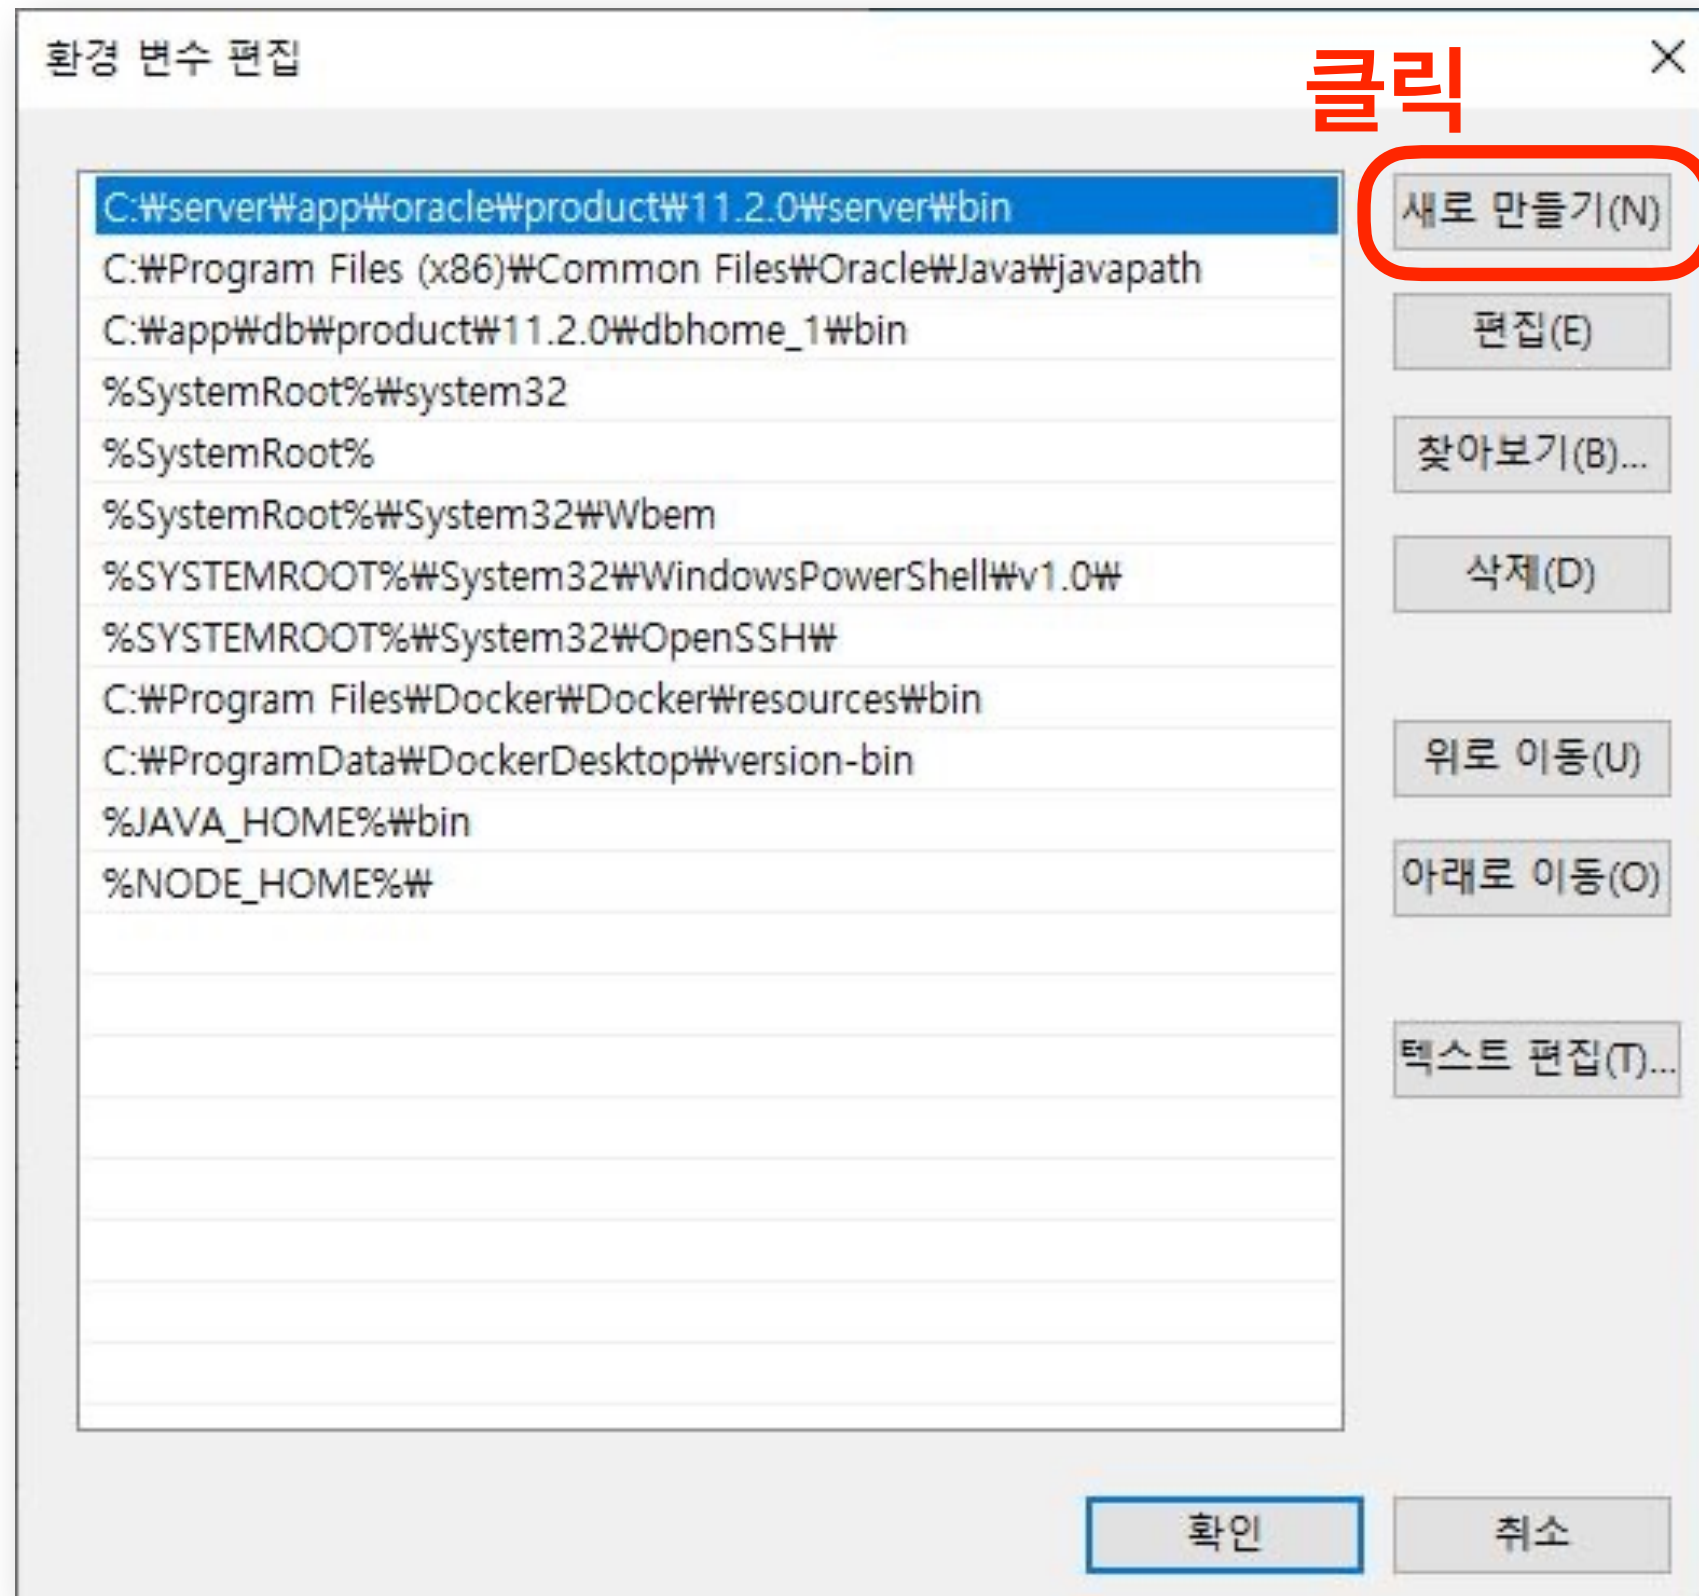 환경 변수 편집
클릭
C:₩server₩app₩oracle₩product₩11.2.0₩server₩bin
새로 만들기(N)
C:₩Program Files (x86)₩Common Files₩Oracle₩Java₩javapath
C:₩app₩db₩product₩11.2.0₩dbhome_1₩bin
편집(E)
%SystemRoot%₩system32
%SystemRoot%
찾아보기(B)...
%SystemRoot%₩System32₩Wbem
%SYSTEMROOT%₩System32₩WindowsPowerShell₩v1.0₩
삭제(D)
%SYSTEMROOT%₩System32₩OpenSSH₩
C:₩Program Files₩Docker₩Docker₩resources₩bin
C:₩ProgramData₩DockerDesktop₩version-bin
위로 이동(U)
%JAVA_HOME%₩bin
%NODE_HOME%₩
아래로 이동(O)
텍스트 편집(T)...
확인
취소